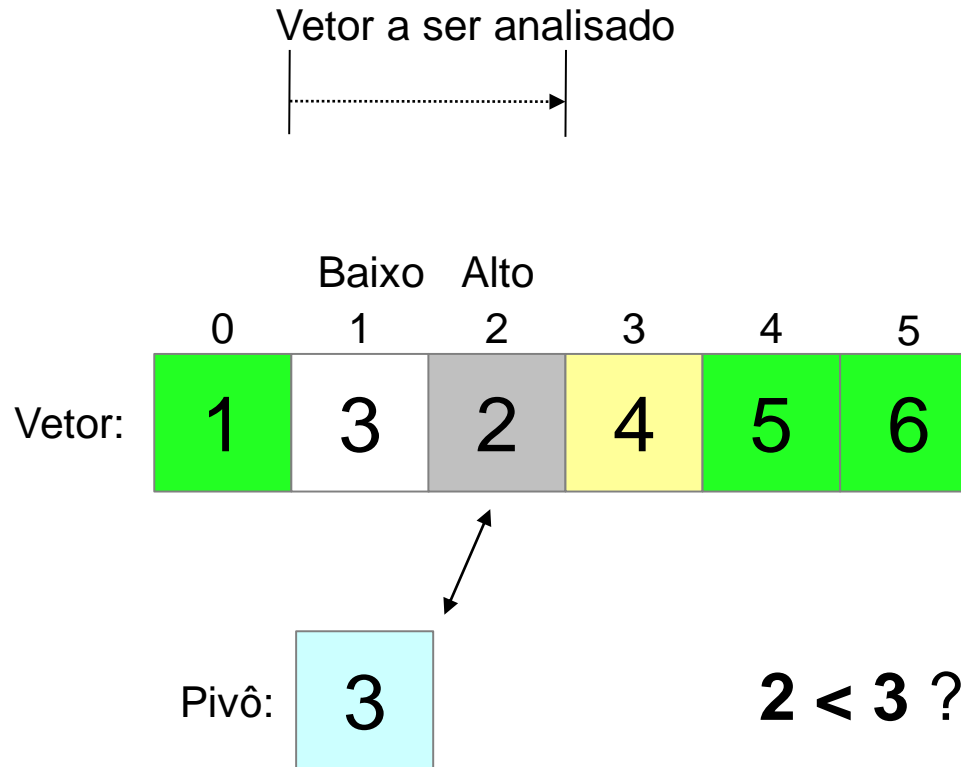 Vetor a ser analisado
Baixo Alto
0 1 2 3 4 5
Vetor: 1 3 2 4 5 6
Pivô: 3 2 < 3 ?